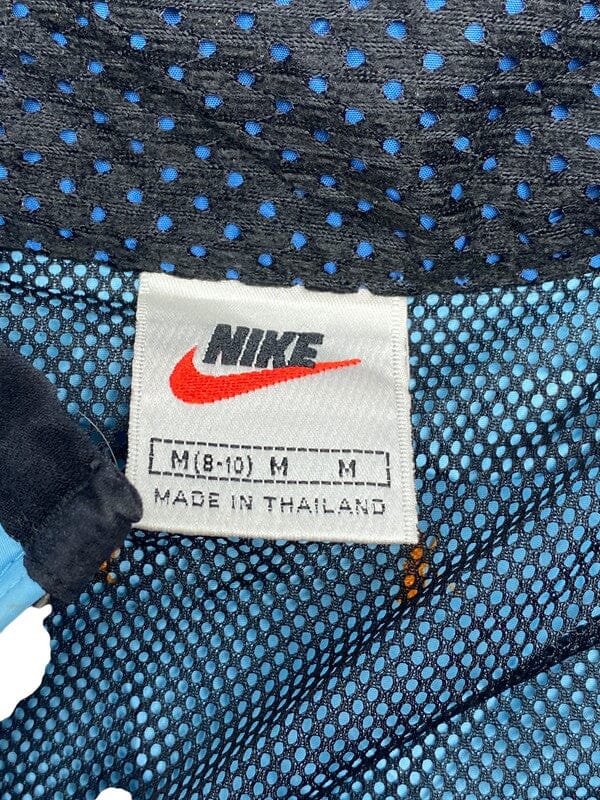 NIKE
M(8-10) M M
MADE IN THAILAND